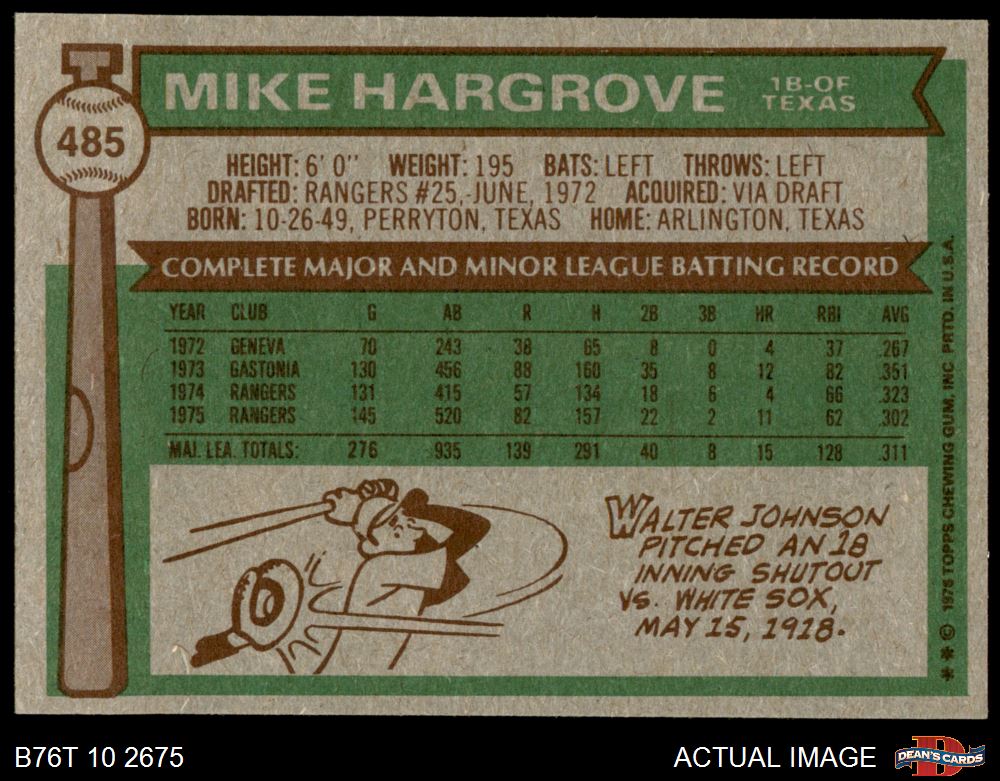 485
MIKE HARGROVE
1B-OF
TEXAS
HEIGHT: 6' 0" WEIGHT: 195 BATS: LEFT THROWS: LEFT
DRAFTED: RANGERS #25,-JUNE, 1972 ACQUIRED: VIA DRAFT
BORN: 10-26-49, PERRYTON, TEXAS HOME: ARLINGTON, TEXAS
COMPLETE MAJOR AND MINOR LEAGUE BATTING RECORD
YEAR CLUB G AB R H 2B 3B HR RBI AVG
1972 GENEVA 70 243 38 65 8 0 4 37 .267
1973 GASTONIA 130 456 88 160 35 8 12 82 .351
1974 RANGERS 131 415 57 134 18 6 4 66 .323
1975 RANGERS 145 520 82 157 22 2 11 62 .302
MAJ. LEA. TOTALS: 276 935 139 291 40 8 15 128 .311
WALTER JOHNSON
PITCHED AN 18
INNING SHUTOUT
VS. WHITE SOX,
MAY 15, 1918.
* * © 1976 TOPPS CHEWING GUM, INC. PRTD. IN U.S.A.
B76T 10 2675
ACTUAL IMAGE
D
DEAN'S CARDS